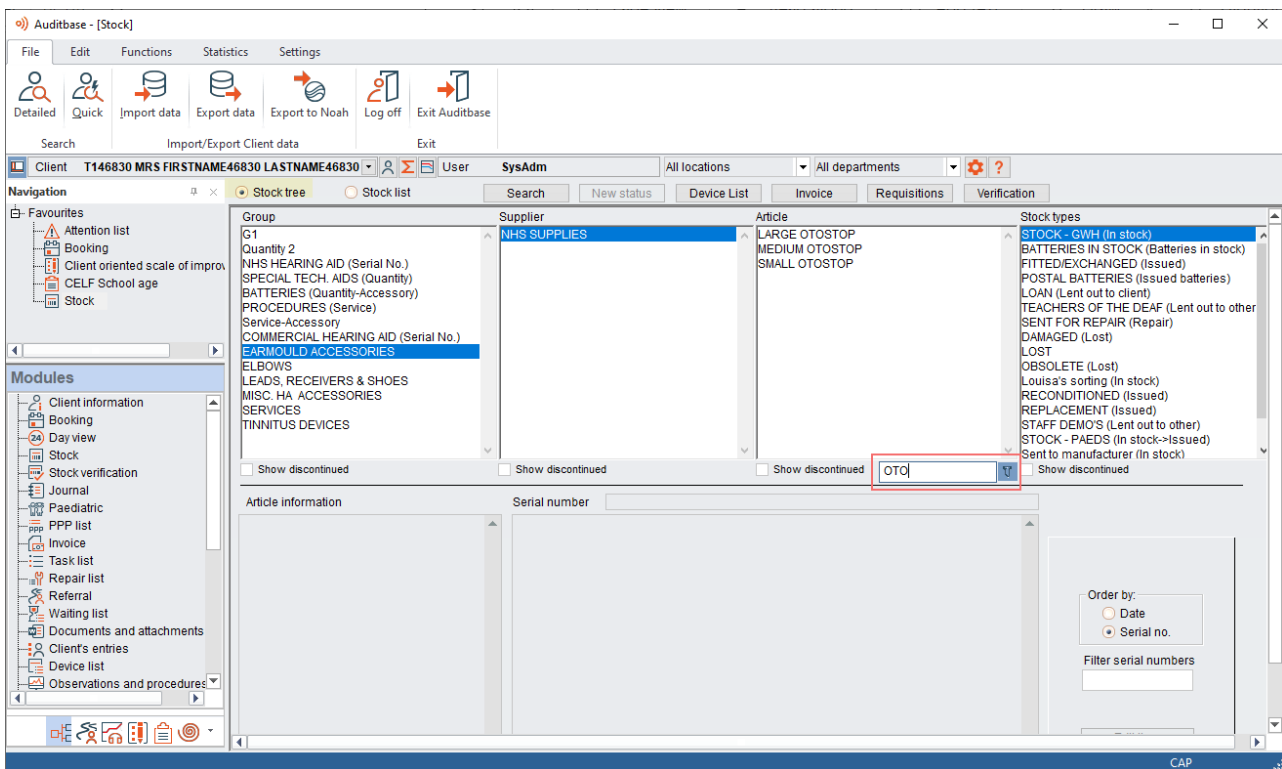 Auditbase - [Stock]
File Edit Functions Statistics Settings
Detailed Quick Import data Export data Export to Noah Log off Exit Auditbase
Search Import/Export Client data Exit
Client T146830 MRS FIRSTNAME46830 LASTNAME46830 User SysAdm All locations All departments ?
Navigation
Favourites
Attention list
Booking
Client oriented scale of improv
CELF School age
Stock
Modules
Client information
Booking
24 Day view
Stock
Stock verification
Journal
Paediatric
PPP PPP list
Invoice
Task list
Repair list
Referral
Waiting list
Documents and attachments
Client's entries
Device list
Observations and procedures
Stock tree Stock list Search New status Device List Invoice Requisitions Verification
Group
G1
Quantity 2
NHS HEARING AID (Serial No.)
SPECIAL TECH. AIDS (Quantity)
BATTERIES (Quantity-Accessory)
PROCEDURES (Service)
Service-Accessory
COMMERCIAL HEARING AID (Serial No.)
EARMOULD ACCESSORIES
ELBOWS
LEADS, RECEIVERS & SHOES
MISC. HA ACCESSORIES
SERVICES
TINNITUS DEVICES
Show discontinued
Supplier
NHS SUPPLIES
Show discontinued
Article
LARGE OTOSTOP
MEDIUM OTOSTOP
SMALL OTOSTOP
Show discontinued OTO
Stock types
STOCK - GWH (In stock)
BATTERIES IN STOCK (Batteries in stock)
FITTED/EXCHANGED (Issued)
POSTAL BATTERIES (Issued batteries)
LOAN (Lent out to client)
TEACHERS OF THE DEAF (Lent out to other
SENT FOR REPAIR (Repair)
DAMAGED (Lost)
LOST
OBSOLETE (Lost)
Louisa's sorting (In stock)
RECONDITIONED (Issued)
REPLACEMENT (Issued)
STAFF DEMO'S (Lent out to other)
STOCK - PAEDS (In stock->Issued)
Sent to manufacturer (In stock)
Show discontinued
Article information
Serial number
Order by:
Date
Serial no.
Filter serial numbers
CAP